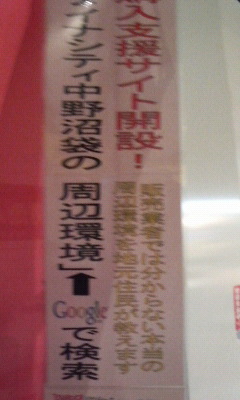 入支援サイト開設！
イナシティ中野沼袋の
周辺環境」⬆
Googleで検索
販売業者では分からない本当の
周辺環境を地元住民が教えます